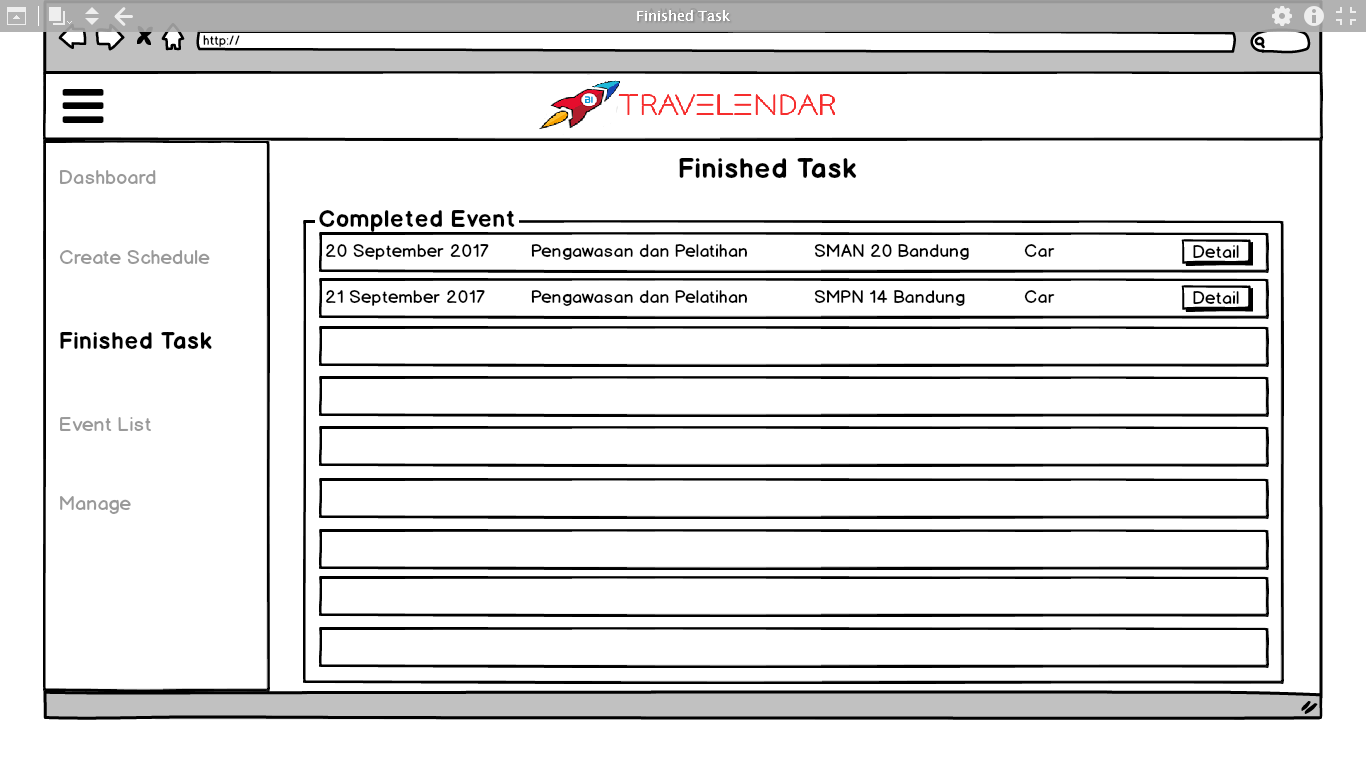 Finished Task
http://
ai TRAVELENDAR
Dashboard
Create Schedule
Finished Task
Event List
Manage
Finished Task
Completed Event
20 September 2017 Pengawasan dan Pelatihan SMAN 20 Bandung Car Detail
21 September 2017 Pengawasan dan Pelatihan SMPN 14 Bandung Car Detail